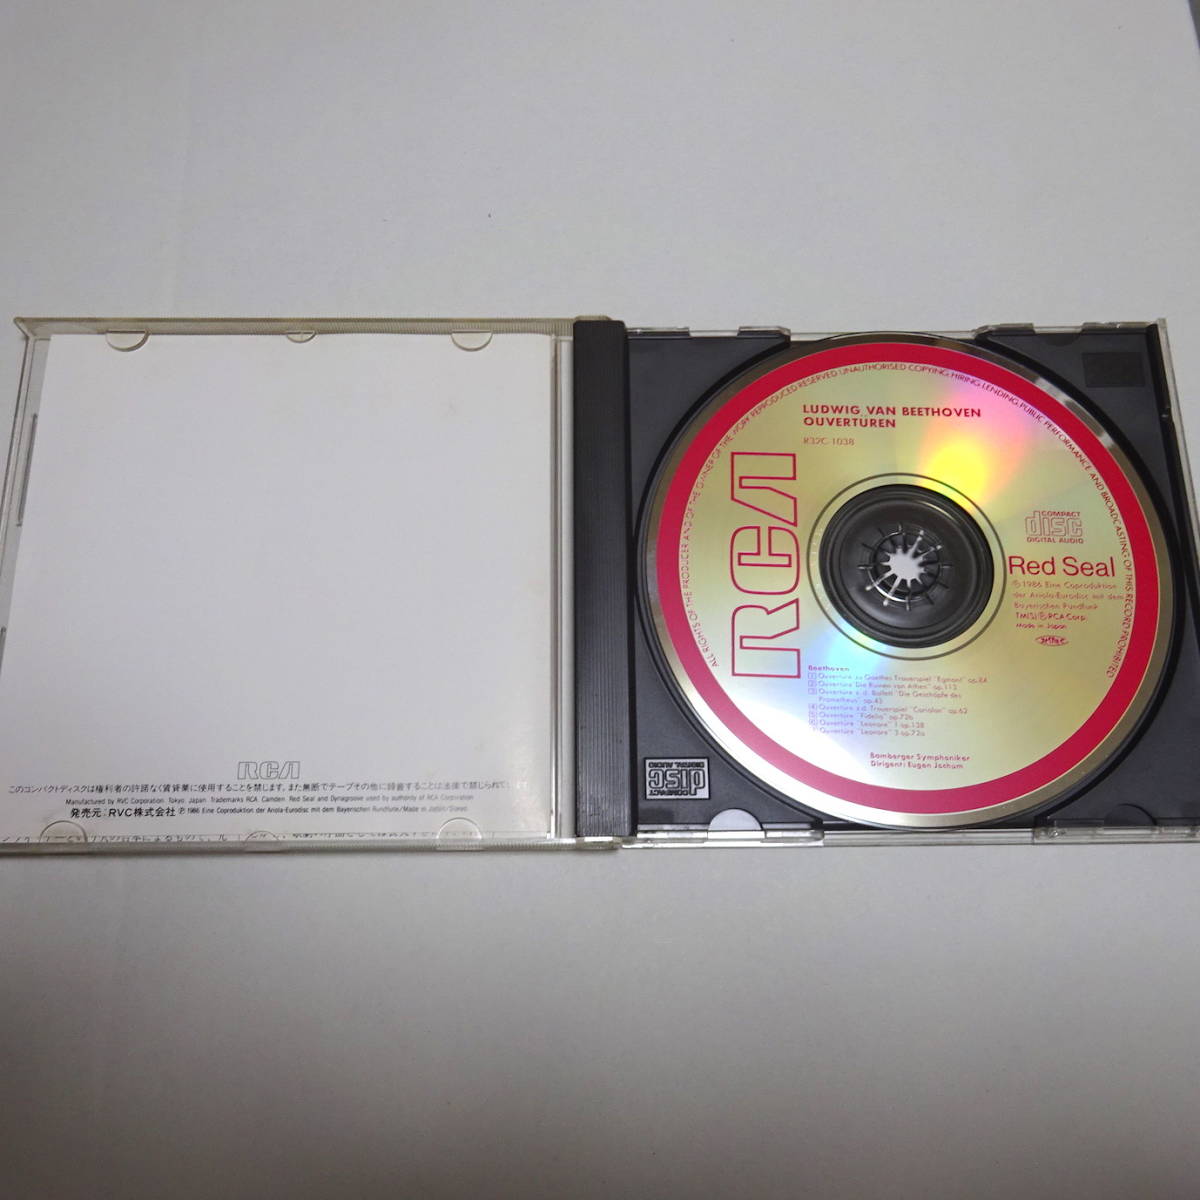 RCA
このコンパクトディスクは権利者の許諾なく賃貸業に使用することを禁じます。また無断でテープその他に録音することは法律で禁じられて
Manufactured by RVC Corporation, Tokyo, Japan. Trademarks RCA, Camden, Red Seal and Dynagroove used by authority of RCA Corporation
発売元:RVC株式会社 ℗1986 Eine Coproduktion der Ariola-Eurodisc mit dem Bayerischen Rundfunk/Made in Japan/Stereo
COMPACT
disc
DIGITAL AUDIO
ALL RIGHTS OF THE PRODUCER AND OF THE OWNER OF THE WORK REPRODUCED RESERVED UNAUTHORISED COPYING, HIRING, LENDING, PUBLIC PERFORMANCE AND BROADCASTING OF THIS RECORD PROHIBITED
LUDWIG VAN BEETHOVEN
OUVERTÜREN
R32C-1038
RCA
COMPACT
disc
DIGITAL AUDIO
Red Seal
℗1986 Eine Coproduktion
der Ariola-Eurodisc mit dem
Bayerischen Rundfunk
TM(S)®RCA Corp.
Made in Japan
Beethoven
[1] Ouvertüre zu Goethes Trauerspiel "Egmont" op.84
[2] Ouvertüre "Die Ruinen von Athen" op.113
[3] Ouvertüre z.d. Ballett "Die Geschöpfe des
Prometheus" op.43
[4] Ouvertüre z.d. Trauerspiel "Coriolan" op.62
[5] Ouvertüre "Fidelio" op.72b
[6] Ouvertüre "Leonore" 1 op.138
[7] Ouvertüre "Leonore" 3 op.72a
Bamberger Symphoniker
Dirigent: Eugen Jochum